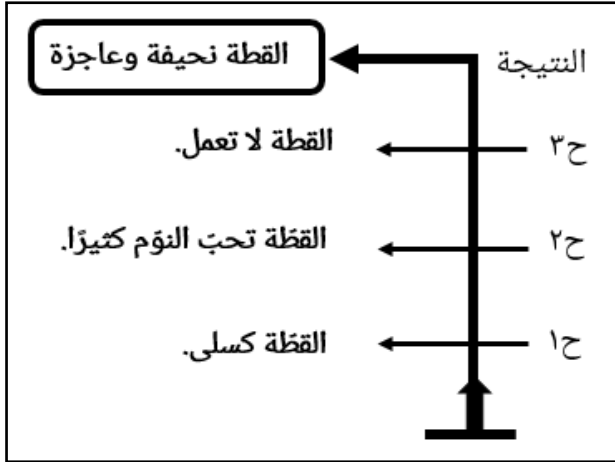 النتيجة القطة نحيفة وعاجزة
ح٣ القطة لا تعمل.
ح٢ القطّة تحبّ النوّم كثيرًا.
ح١ القطّة كسلى.